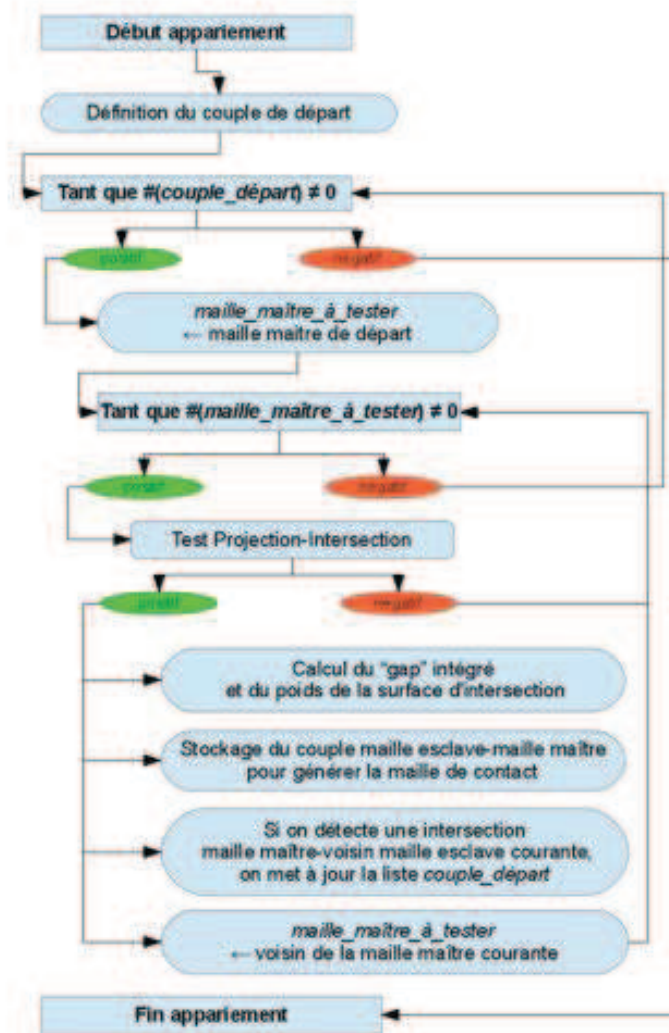 Début appariement
Définition du couple de départ
Tant que #(couple_départ) ≠ 0
positif
négatif
maille_maître_à_tester
← maille maitre de départ
Tant que #(maille_maître_à_tester) ≠ 0
positif
négatif
Test Projection-Intersection
positif
négatif
Calcul du "gap" intégré
et du poids de la surface d'intersection
Stockage du couple maille esclave-maille maître
pour générer la maille de contact
Si on détecte une intersection
maille maître-voisin maille esclave courante,
on met à jour la liste couple_départ
maille_maître_à_tester
← voisin de la maille maître courante
Fin appariement